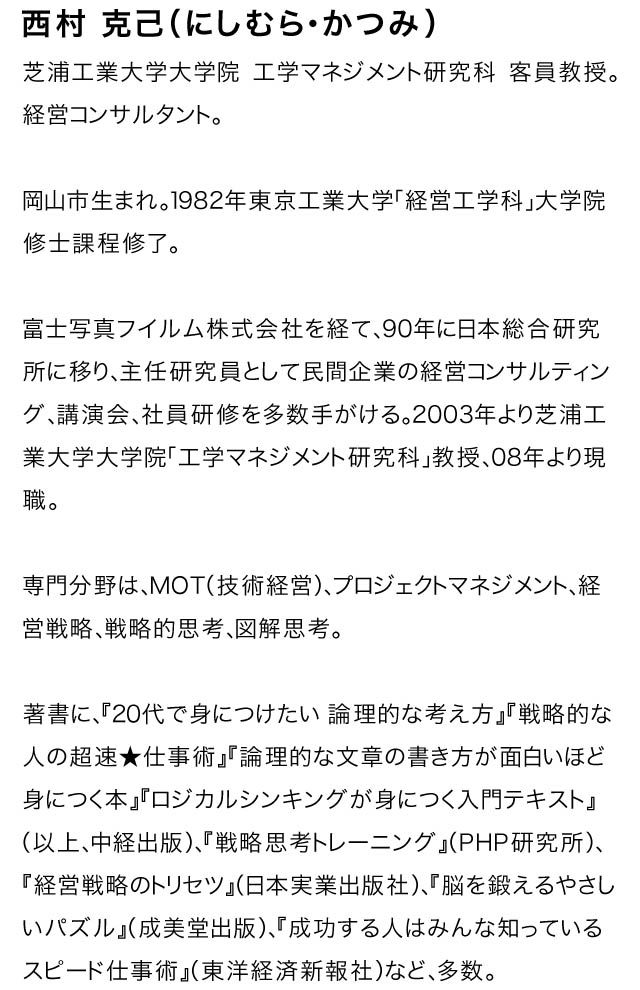 西村 克己(にしむら・かつみ)
芝浦工業大学大学院 工学マネジメント研究科 客員教授。
経営コンサルタント。
岡山市生まれ。1982年東京工業大学「経営工学科」大学院
修士課程修了。
富士写真フイルム株式会社を経て、90年に日本総合研究
所に移り、主任研究員として民間企業の経営コンサルティン
グ、講演会、社員研修を多数手がける。2003年より芝浦工
業大学大学院「工学マネジメント研究科」教授、08年より現
職。
専門分野は、MOT(技術経営)、プロジェクトマネジメント、経
営戦略、戦略的思考、図解思考。
著書に、『20代で身につけたい 論理的な考え方』『戦略的な
人の超速★仕事術』『論理的な文章の書き方が面白いほど
身につく本』『ロジカルシンキングが身につく入門テキスト』
(以上、中経出版)、『戦略思考トレーニング』(PHP研究所)、
『経営戦略のトリセツ』(日本実業出版社)、『脳を鍛えるやさし
いパズル』(成美堂出版)、『成功する人はみんな知っている
スピード仕事術』(東洋経済新報社)など、多数。